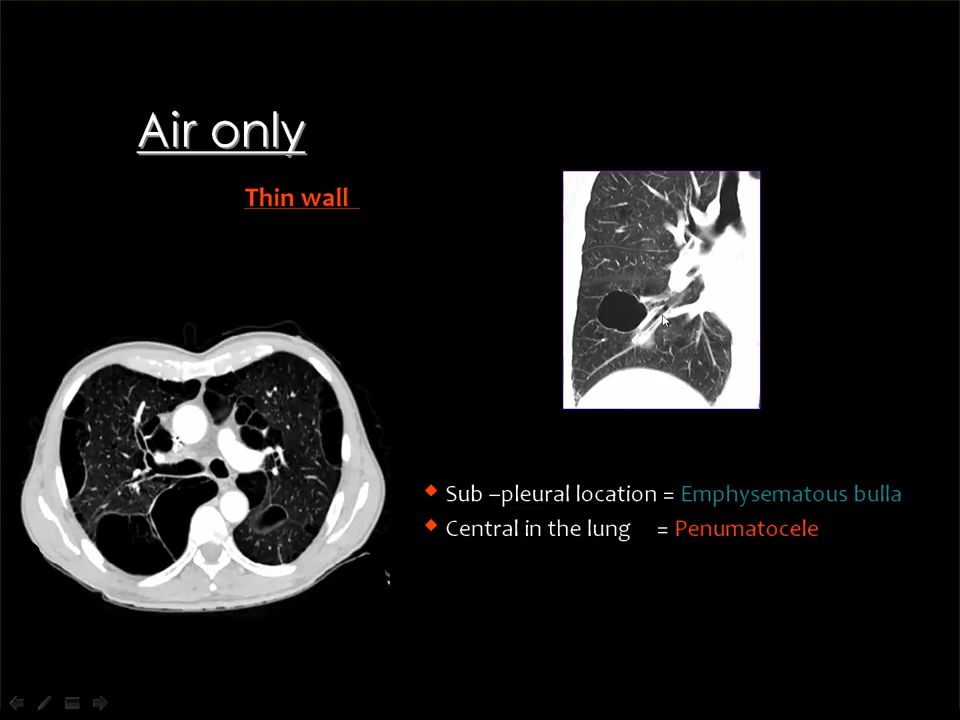 Air only
Thin wall
Sub –pleural location = Emphysematous bulla
Central in the lung = Penumatocele